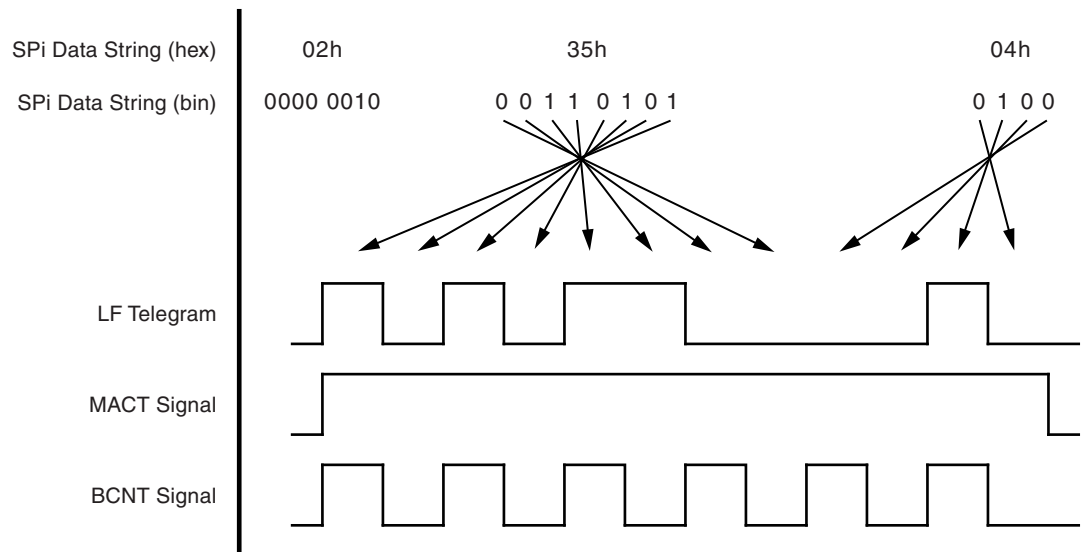 SPi Data String (hex) 02h 35h 04h
SPi Data String (bin) 0000 0010 0 0 1 1 0 1 0 1 0 1 0 0
LF Telegram
MACT Signal
BCNT Signal